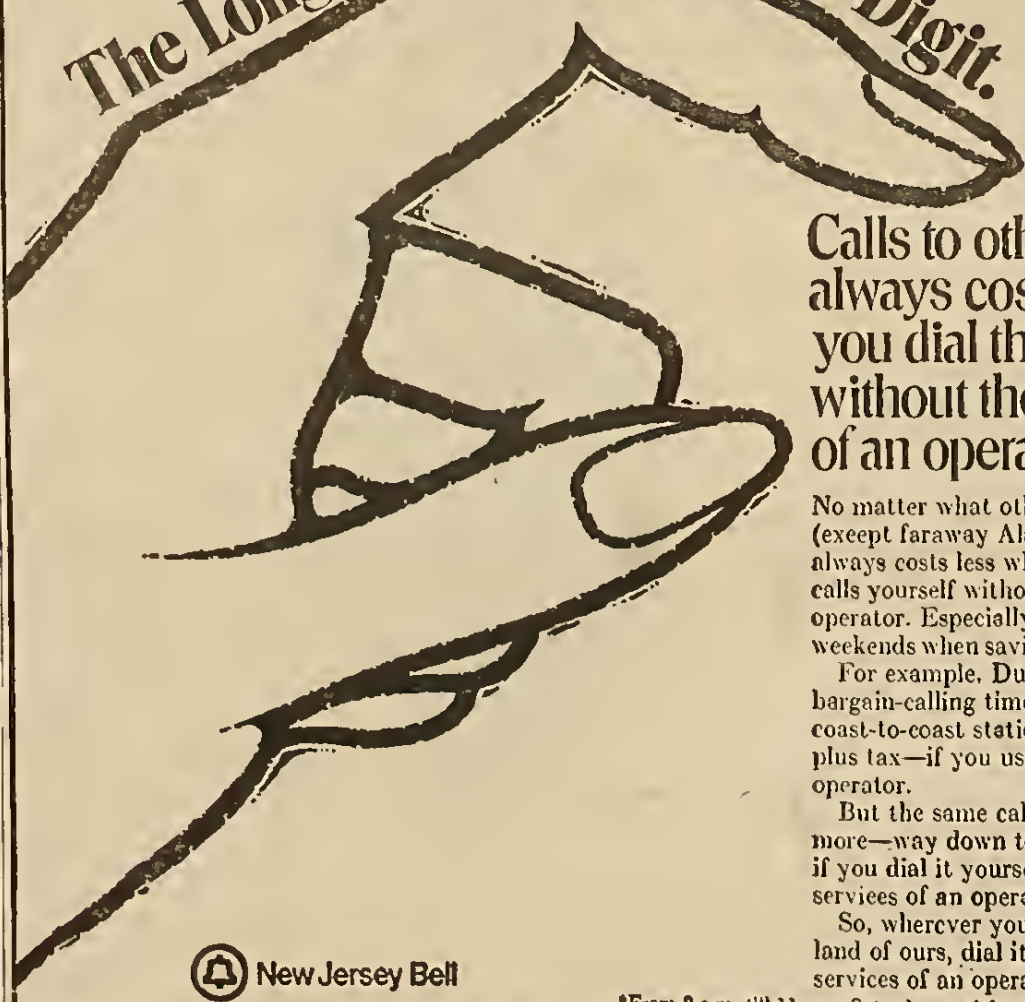 The Long
Digit.
Calls to oth
always cos
you dial th
without the
of an opera
No matter what oth
(except faraway Al
always costs less wh
calls yourself witho
operator. Especially
weekends when savi
For example, Du
bargain-calling time
coast-to-coast statio
plus tax—if you us
operator.
But the same cal
more—way down t
if you dial it yourse
services of an opera
So, wherever you
land of ours, dial it
services of an opera
New Jersey Bell